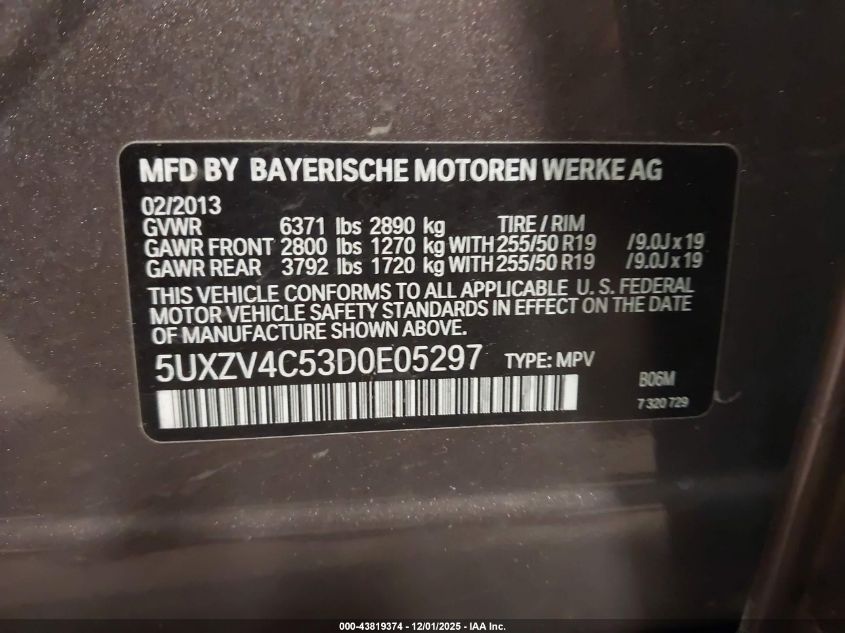 MFD BY BAYERISCHE MOTOREN WERKE AG
02/2013
GVWR 6371 lbs 2890 kg TIRE / RIM
GAWR FRONT 2800 lbs 1270 kg WITH 255/50 R19 /9.0J x 19
GAWR REAR 3792 lbs 1720 kg WITH 255/50 R19 /9.0J x 19
THIS VEHICLE CONFORMS TO ALL APPLICABLE U. S. FEDERAL
MOTOR VEHICLE SAFETY STANDARDS IN EFFECT ON THE DATE
OF MANUFACTURE SHOWN ABOVE.
5UXZV4C53D0E05297 TYPE: MPV
B06M
7 320 729
000-43819374 - 12/01/2025 - IAA Inc.